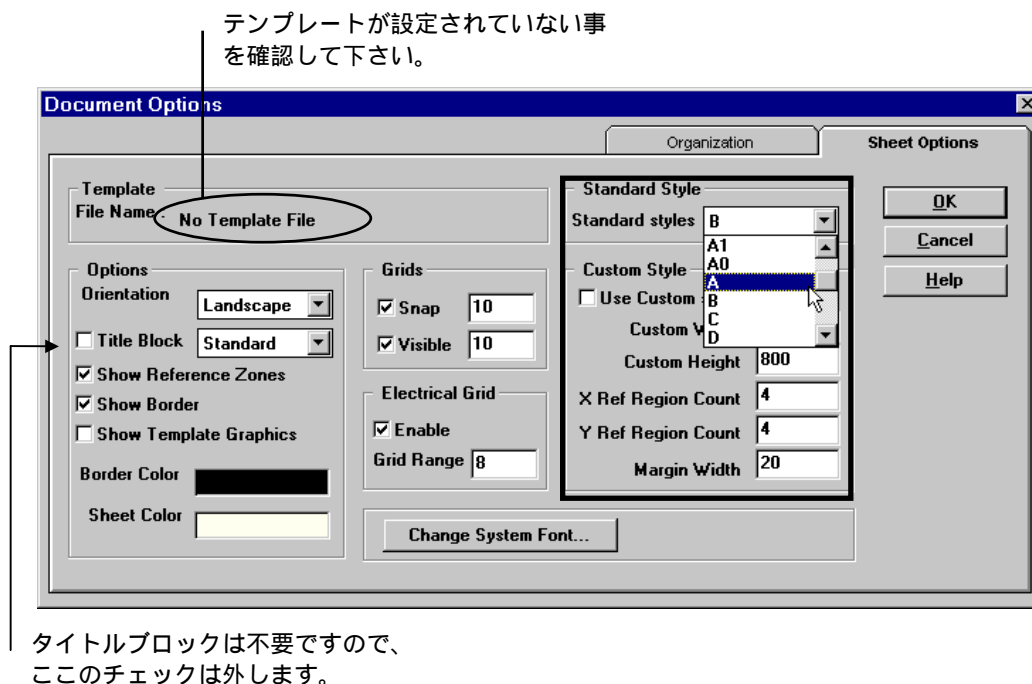 テンプレートが設定されていない事
を確認して下さい。
Document Options
Organization
Sheet Options
Template
File Name :
No Template File
Standard Style
Standard styles
B
A1
A0
A
B
C
D
OK
Cancel
Help
Options
Orientation
Landscape
Title Block
Standard
Show Reference Zones
Show Border
Show Template Graphics
Border Color
Sheet Color
Grids
Snap
10
Visible
10
Electrical Grid
Enable
Grid Range
8
Custom Style
Use Custom
Custom
Custom Height
800
X Ref Region Count
4
Y Ref Region Count
4
Margin Width
20
Change System Font...
タイトルブロックは不要ですので、
ここのチェックは外します。